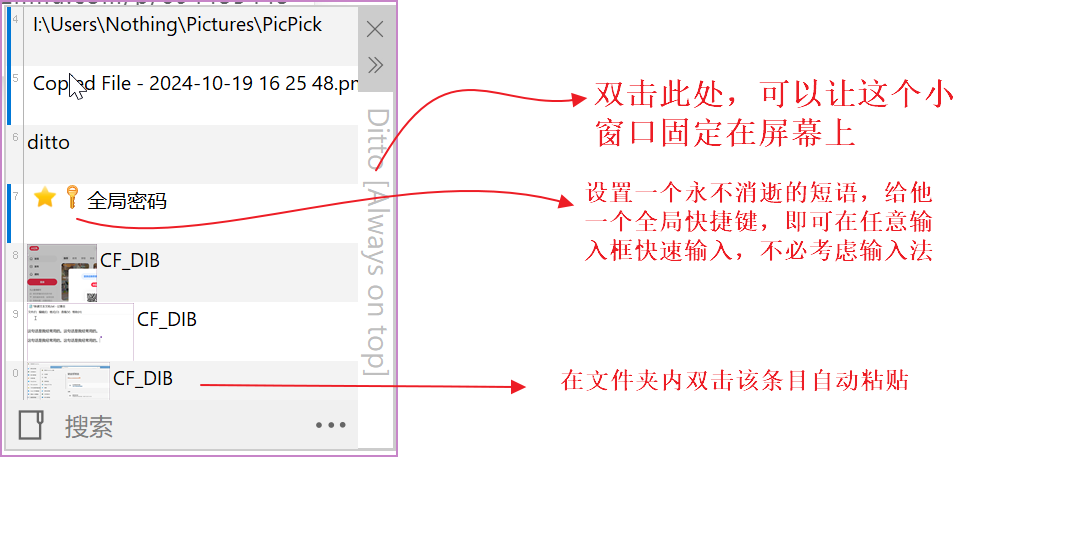 4
I:\Users\Nothing\Pictures\PicPick
5
Copied File - 2024-10-19 16 25 48.pn
6
ditto
7
全局密码
8
CF_DIB
9
CF_DIB
0
CF_DIB
搜索
Ditto [Always on top]
双击此处，可以让这个小
窗口固定在屏幕上
设置一个永不消逝的短语，给他
一个全局快捷键，即可在任意输
入框快速输入，不必考虑输入法
在文件夹内双击该条目自动粘贴